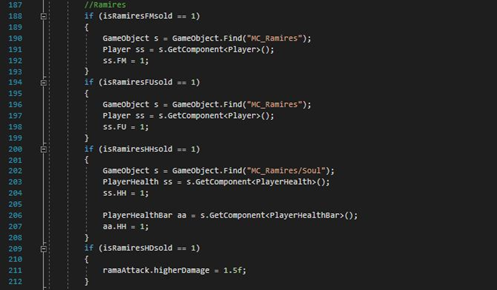 187 //Ramires
188 if (isRamiresFMsold == 1)
189 {
190 GameObject s = GameObject.Find("MC_Ramires");
191 Player ss = s.GetComponent<Player>();
192 ss.FM = 1;
193 }
194 if (isRamiresFUsold == 1)
195 {
196 GameObject s = GameObject.Find("MC_Ramires");
197 Player ss = s.GetComponent<Player>();
198 ss.FU = 1;
199 }
200 if (isRamiresHHsold == 1)
201 {
202 GameObject s = GameObject.Find("MC_Ramires/Soul");
203 PlayerHealth ss = s.GetComponent<PlayerHealth>();
204 ss.HH = 1;
205
206 PlayerHealthBar aa = s.GetComponent<PlayerHealthBar>();
207 aa.HH = 1;
208 }
209 if (isRamiresHDsold == 1)
210 {
211 ramaAttack.higherDamage = 1.5f;
212 }